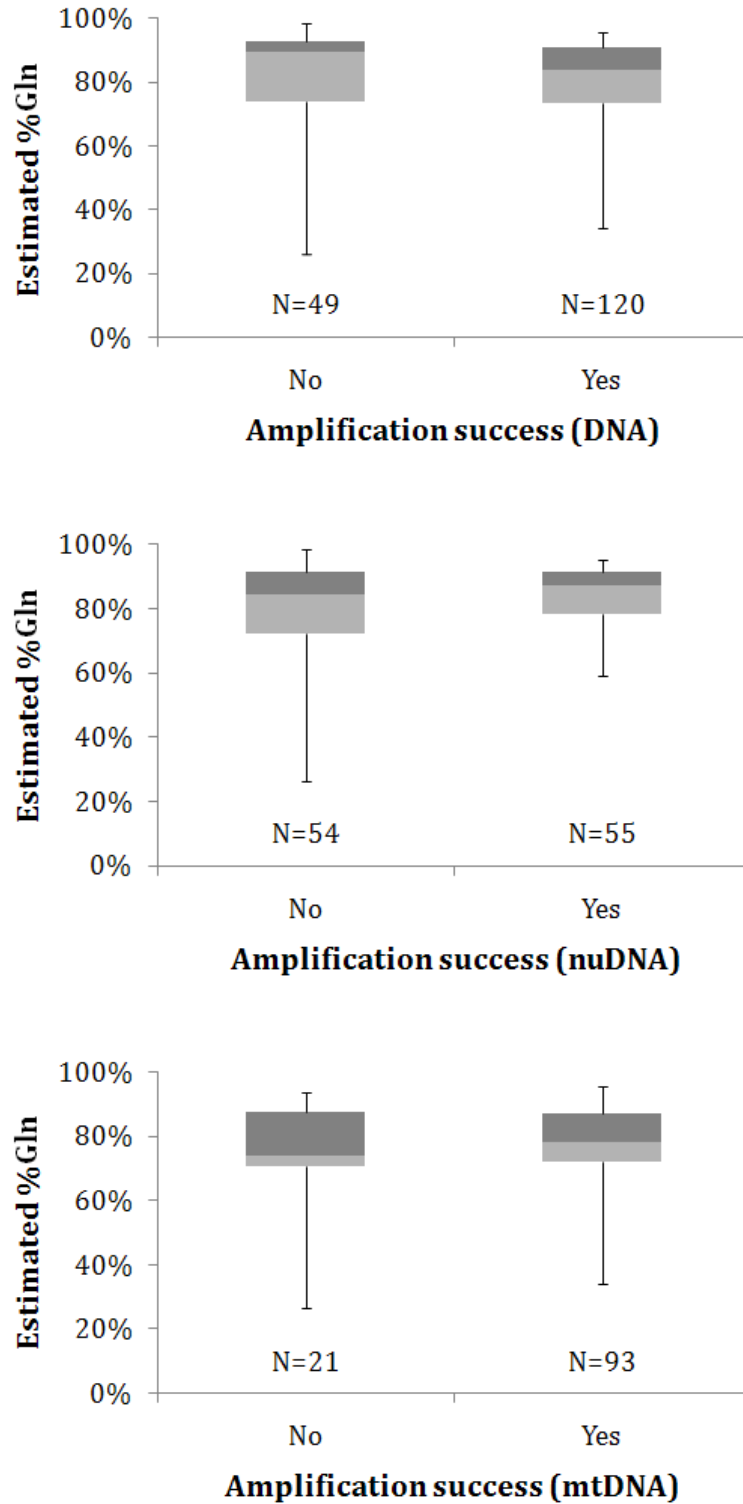 100%
80%
60%
40%
20%
0%
Estimated %Gln
N=49 N=120
No Yes
Amplification success (DNA)
100%
80%
60%
40%
20%
0%
Estimated %Gln
N=54 N=55
No Yes
Amplification success (nuDNA)
100%
80%
60%
40%
20%
0%
Estimated %Gln
N=21 N=93
No Yes
Amplification success (mtDNA)